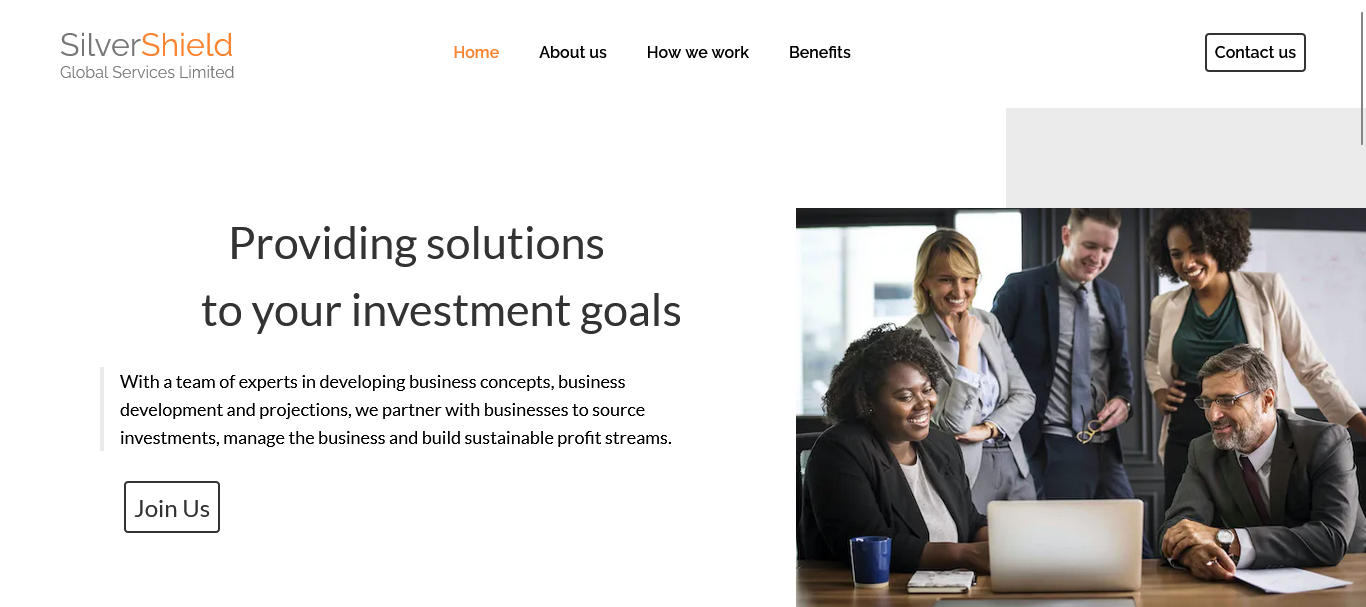 SilverShield
Global Services Limited
Home
About us
How we work
Benefits
Contact us
Providing solutions
to your investment goals
With a team of experts in developing business concepts, business
development and projections, we partner with businesses to source
investments, manage the business and build sustainable profit streams.
Join Us